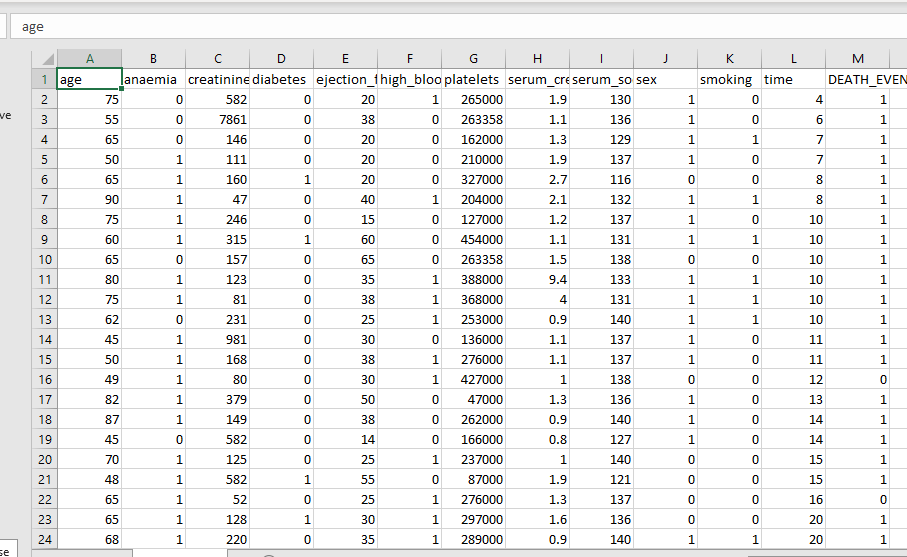 age
A B C D E F G H I J K L M
1 age anaemia creatinine diabetes ejection_f high_bloo platelets serum_cre serum_so sex smoking time DEATH_EVEN
2 75 0 582 0 20 1 265000 1.9 130 1 0 4 1
ve
3 55 0 7861 0 38 0 263358 1.1 136 1 0 6 1
4 65 0 146 0 20 0 162000 1.3 129 1 1 7 1
5 50 1 111 0 20 0 210000 1.9 137 1 0 7 1
6 65 1 160 1 20 0 327000 2.7 116 0 0 8 1
7 90 1 47 0 40 1 204000 2.1 132 1 1 8 1
8 75 1 246 0 15 0 127000 1.2 137 1 0 10 1
9 60 1 315 1 60 0 454000 1.1 131 1 1 10 1
10 65 0 157 0 65 0 263358 1.5 138 0 0 10 1
11 80 1 123 0 35 1 388000 9.4 133 1 1 10 1
12 75 1 81 0 38 1 368000 4 131 1 1 10 1
13 62 0 231 0 25 1 253000 0.9 140 1 1 10 1
14 45 1 981 0 30 0 136000 1.1 137 1 0 11 1
15 50 1 168 0 38 1 276000 1.1 137 1 0 11 1
16 49 1 80 0 30 1 427000 1 138 0 0 12 0
17 82 1 379 0 50 0 47000 1.3 136 1 0 13 1
18 87 1 149 0 38 0 262000 0.9 140 1 0 14 1
19 45 0 582 0 14 0 166000 0.8 127 1 0 14 1
20 70 1 125 0 25 1 237000 1 140 0 0 15 1
21 48 1 582 1 55 0 87000 1.9 121 0 0 15 1
22 65 1 52 0 25 1 276000 1.3 137 0 0 16 0
23 65 1 128 1 30 1 297000 1.6 136 0 0 20 1
24 68 1 220 0 35 1 289000 0.9 140 1 1 20 1
se